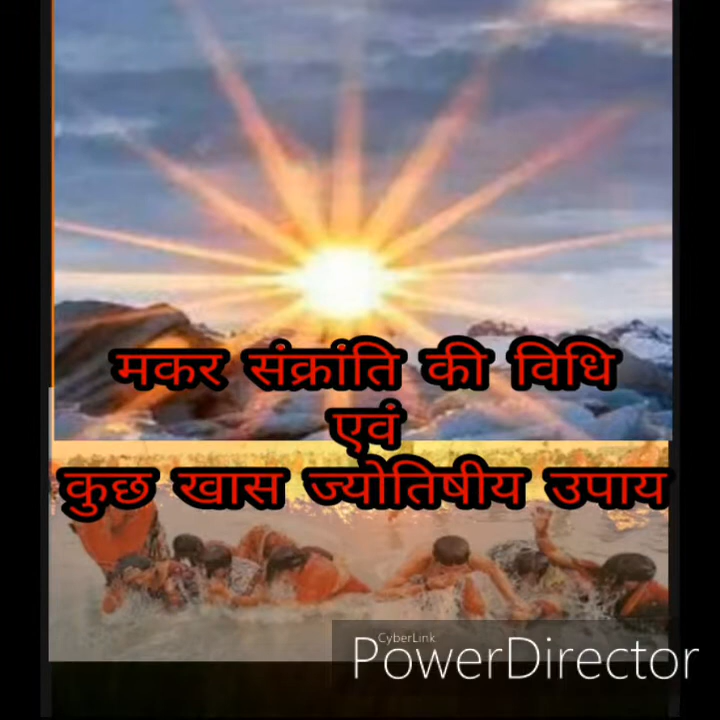 मकर संक्रांति की विधि
एवं
कुछ खास ज्योतिषीय उपाय
CyberLink
PowerDirector